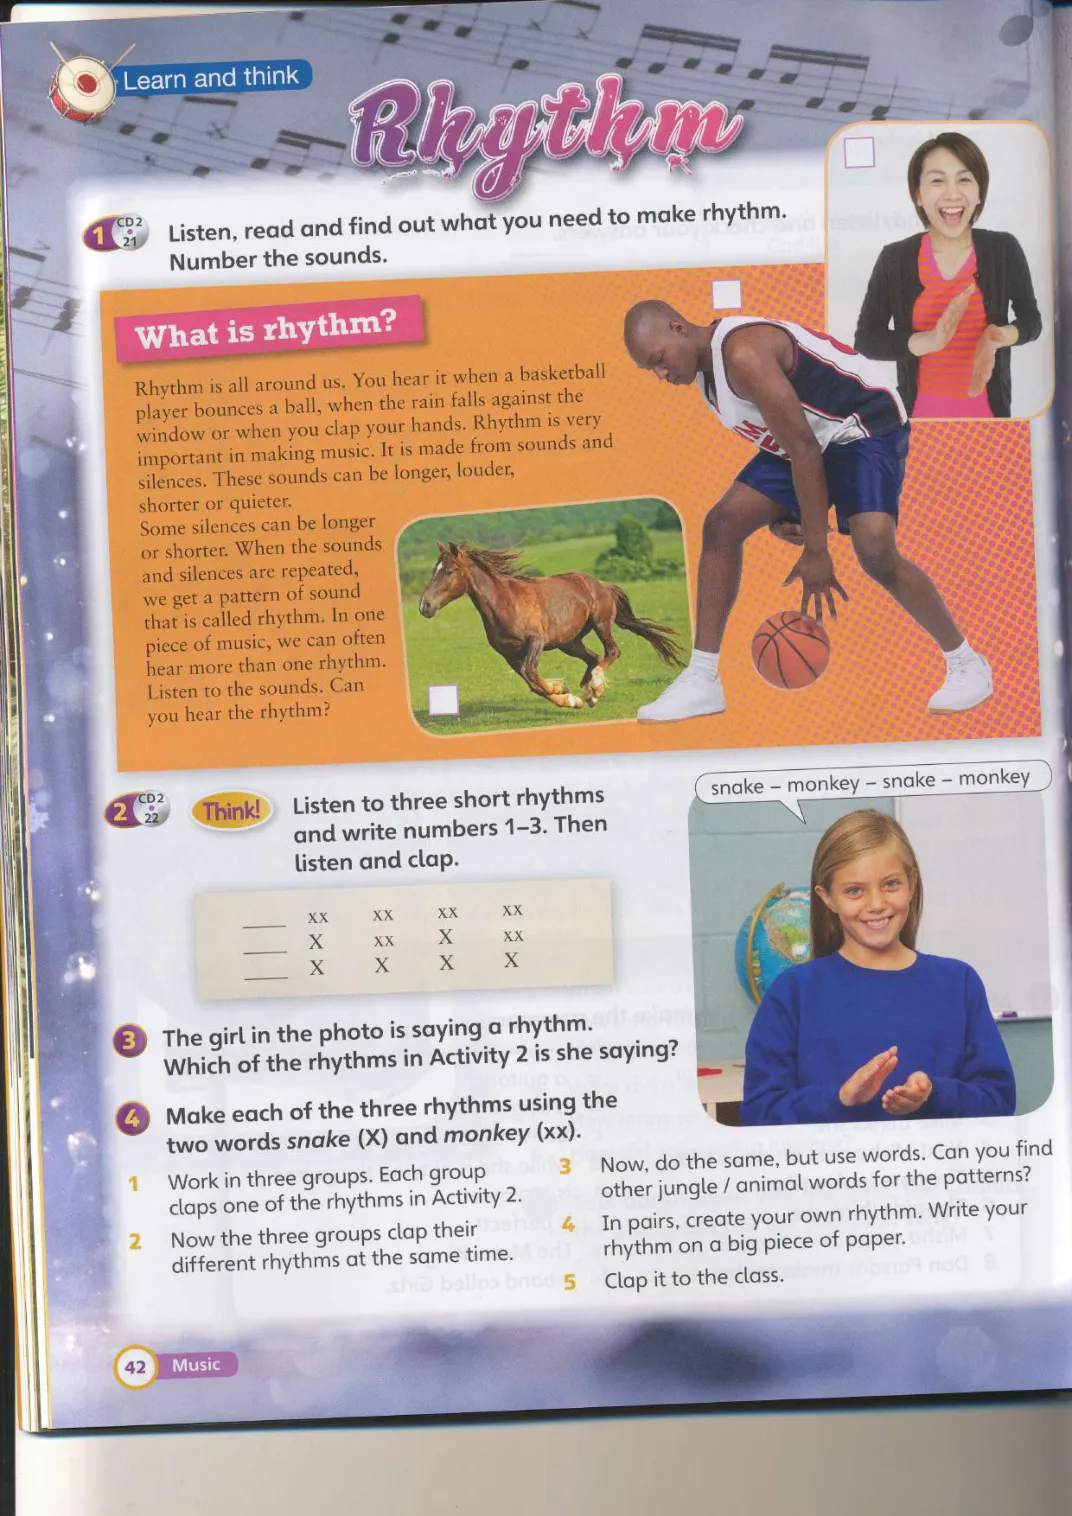 Learn and think
Rhythm
1 CD2 21 Listen, read and find out what you need to make rhythm.
Number the sounds.
What is rhythm?
Rhythm is all around us. You hear it when a basketball
player bounces a ball, when the rain falls against the
window or when you clap your hands. Rhythm is very
important in making music. It is made from sounds and
silences. These sounds can be longer, louder,
shorter or quieter.
Some silences can be longer
or shorter. When the sounds
and silences are repeated,
we get a pattern of sound
that is called rhythm. In one
piece of music, we can often
hear more than one rhythm.
Listen to the sounds. Can
you hear the rhythm?
2 CD2 22 Think! Listen to three short rhythms
and write numbers 1–3. Then
listen and clap.
____ xx xx xx xx
____ X xx X xx
____ X X X X
snake – monkey – snake – monkey
3 The girl in the photo is saying a rhythm.
Which of the rhythms in Activity 2 is she saying?
4 Make each of the three rhythms using the
two words snake (X) and monkey (xx).
1 Work in three groups. Each group
claps one of the rhythms in Activity 2.
2 Now the three groups clap their
different rhythms at the same time.
3 Now, do the same, but use words. Can you find
other jungle / animal words for the patterns?
4 In pairs, create your own rhythm. Write your
rhythm on a big piece of paper.
5 Clap it to the class.
42 Music